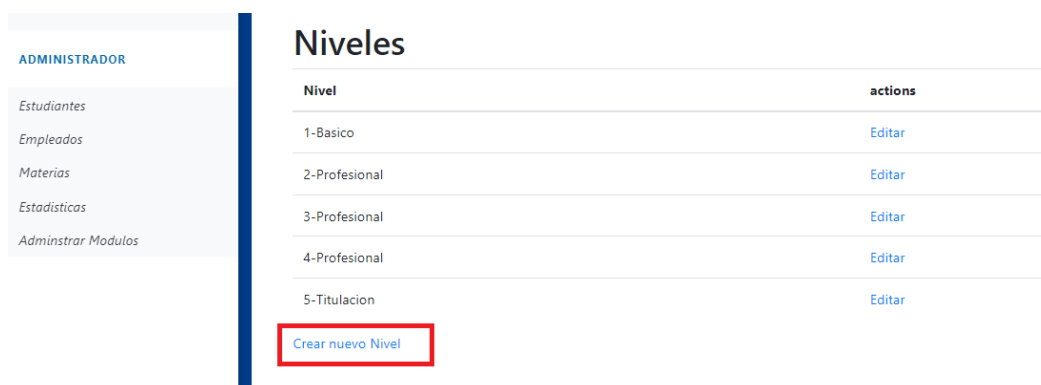 ADMINISTRADOR
Estudiantes
Empleados
Materias
Estadisticas
Adminstrar Modulos
Niveles
Nivel actions
1-Basico Editar
2-Profesional Editar
3-Profesional Editar
4-Profesional Editar
5-Titulacion Editar
Crear nuevo Nivel